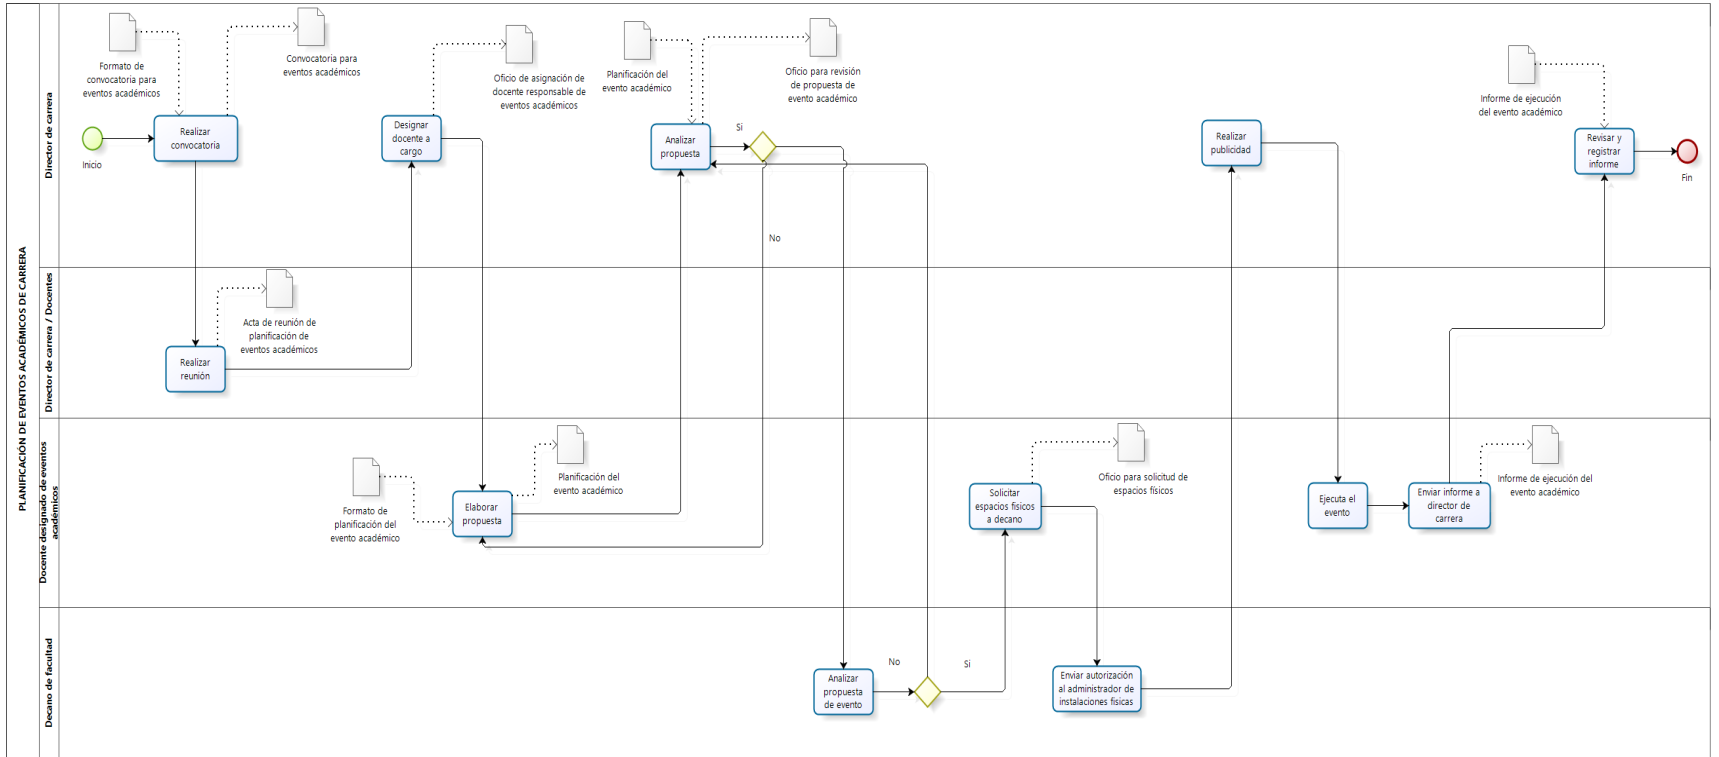 PLANIFICACIÓN DE EVENTOS ACADÉMICOS DE CARRERA
Director de carrera
Formato de
convocatoria para
eventos académicos
Convocatoria para
eventos académicos
Inicio
Realizar
convocatoria
Designar
docente a
cargo
Oficio de asignación de
docente responsable de
eventos académicos
Planificación del
evento académico
Oficio para revisión
de propuesta de
evento académico
Analizar
propuesta
Si
No
Realizar
publicidad
Informe de ejecución
del evento académico
Revisar y
registrar
informe
Fin
Director de carrera / Docentes
Acta de reunión de
planificación de
eventos académicos
Realizar
reunión
Docente designado de eventos
académicos
Formato de
planificación del
evento académico
Elaborar
propuesta
Planificación del
evento académico
Solicitar
espacios físicos
a decano
Oficio para solicitud de
espacios físicos
Ejecuta el
evento
Enviar informe a
director de
carrera
Informe de ejecución del
evento académico
Decano de facultad
Analizar
propuesta
de evento
No
Si
Enviar autorización
al administrador de
instalaciones físicas